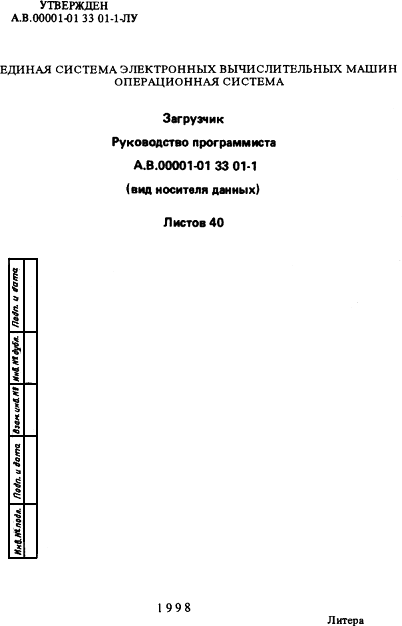 УТВЕРЖДЕН
А.В.00001-01 33 01-1-ЛУ
ЕДИНАЯ СИСТЕМА ЭЛЕКТРОННЫХ ВЫЧИСЛИТЕЛЬНЫХ МАШИН
ОПЕРАЦИОННАЯ СИСТЕМА
Загрузчик
Руководство программиста
А.В.00001-01 33 01-1
(вид носителя данных)
Листов 40
Подп. и дата
Инв.№ дубл.
Взам. инв.№
Подп. и дата
Инв.№ подл.
1998
Литера